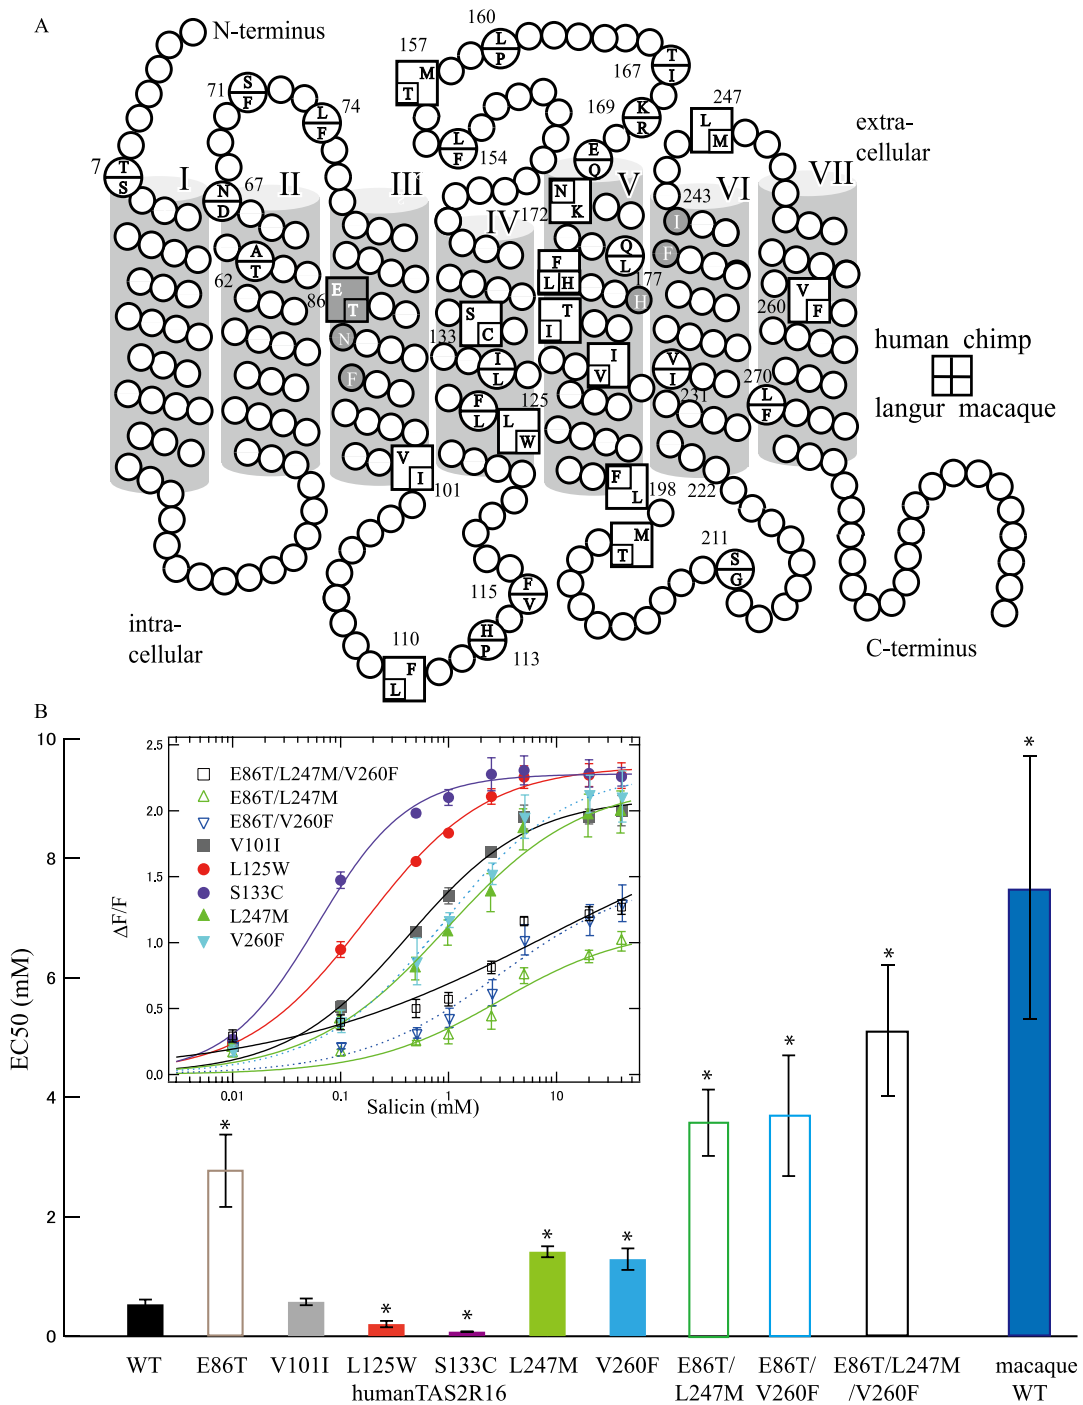 A
N-terminus
160
L
P
157
M
T
167
T
I
71
S
F
74
L
F
169
K
R
247
L
M
extra-
cellular
L
F
154
E
Q
7
T
S
I
67
N
D
II
III
IV
172
N
K
V
243
VI
VII
I
62
A
T
Q
L
F
F
L H
177
H
86
E
T
N
S
C
133
T
I
260
V
F
human chimp
langur macaque
I
L
I
V
V
I
231
F
270
L
F
F
L
125
L
W
V
I
101
F
L
198
222
M
T
211
S
G
115
F
V
H
P
113
110
F
L
intra-
cellular
C-terminus
B
10
8
6
4
2
0
EC50 (mM)
2.5
2.0
1.5
1.0
0.5
0.0
ΔF/F
E86T/L247M/V260F
E86T/L247M
E86T/V260F
V101I
L125W
S133C
L247M
V260F
0.01
0.1
1
10
Salicin (mM)
* * * * * * * * *
WT
E86T
V101I
L125W
S133C
L247M
V260F
E86T/
L247M
E86T/
V260F
E86T/L247M
/V260F
macaque
WT
humanTAS2R16